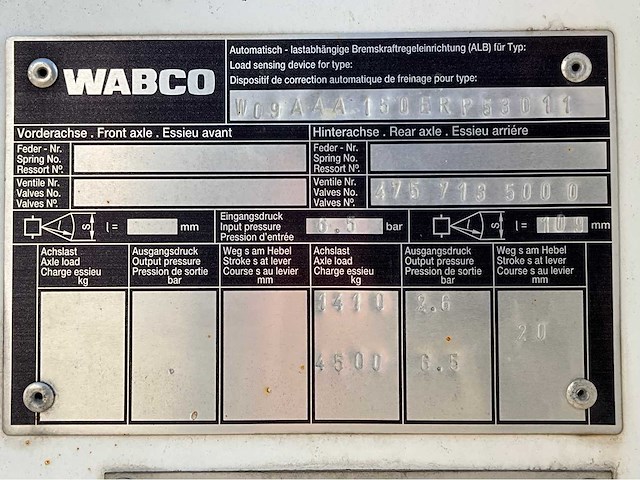 WABCO
Automatisch - lastabhängige Bremskraftregeleinrichtung (ALB) für Typ:
Load sensing device for type:
Dispositif de correction automatique de freinage pour type:
W09AAA150ERP53011
Vorderachse . Front axle . Essieu avant
Hinterachse . Rear axle . Essieu arriére
Feder - Nr.
Spring No.
Ressort Nº.
Feder - Nr.
Spring No.
Ressort Nº.
Ventile Nr.
Valves No.
Valves Nº.
Ventile Nr.
Valves No.
Valves Nº.
475 713 500 0
s l = mm
Eingangsdruck
Input pressure
Pression d'entrée
6.5 bar
s l = 109 mm
Achslast
Axle load
Charge essieu
kg
Ausgangsdruck
Output pressure
Pression de sortie
bar
Weg s am Hebel
Stroke s at lever
Course s au levier
mm
Achslast
Axle load
Charge essieu
kg
Ausgangsdruck
Output pressure
Pression de sortie
bar
Weg s am Hebel
Stroke s at lever
Course s au levier
mm
1410 2.6
20
4500 6.5